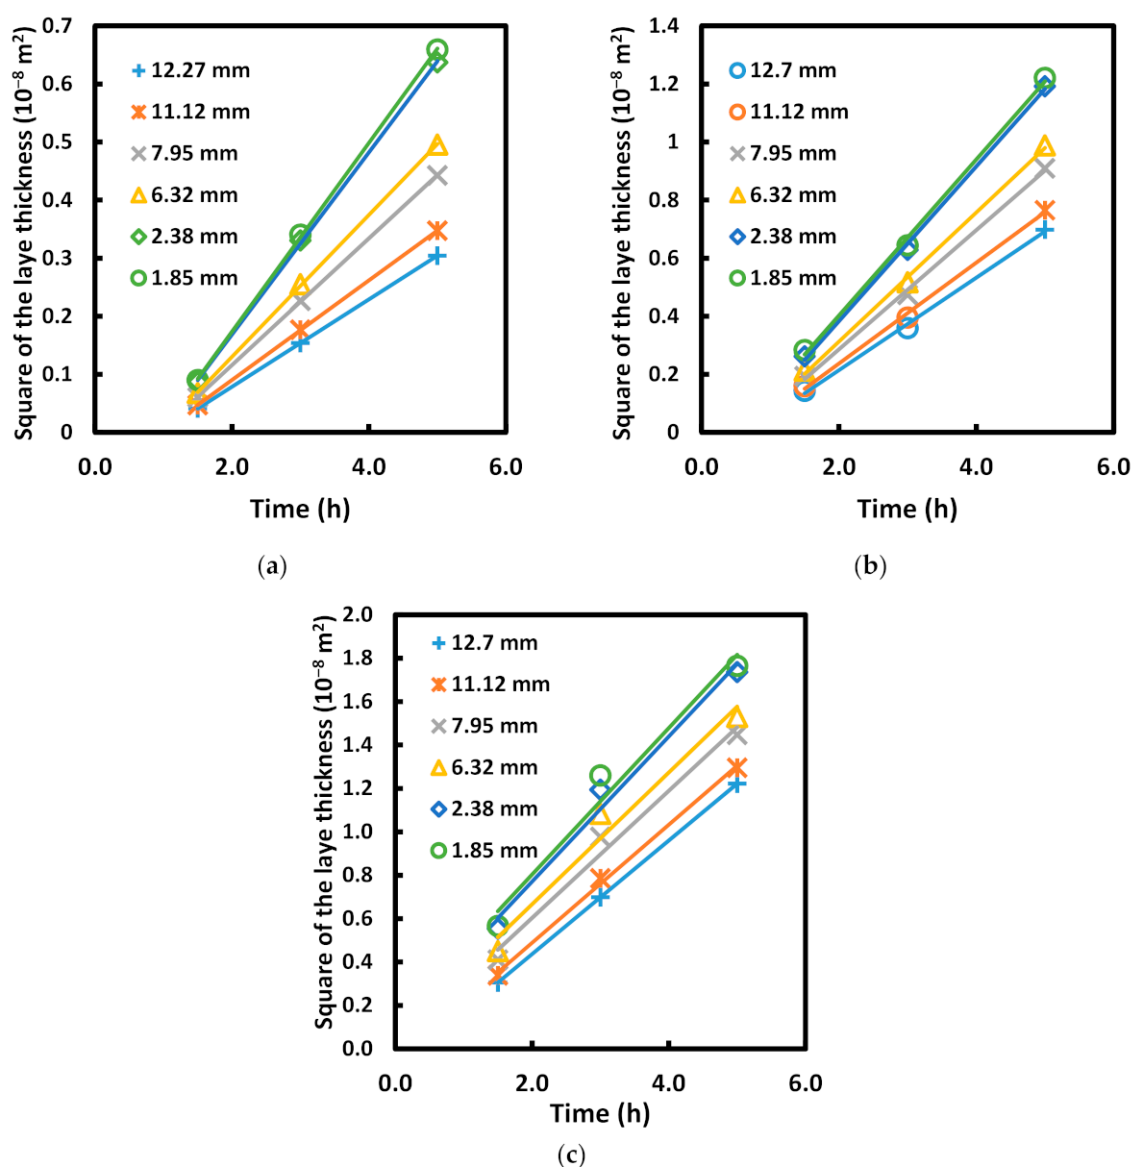 Square of the laye thickness (10⁻⁸ m²)
0.7
0.6
0.5
0.4
0.3
0.2
0.1
0
12.27 mm
11.12 mm
7.95 mm
6.32 mm
2.38 mm
1.85 mm
0.0 2.0 4.0 6.0
Time (h)
(a)
Square of the laye thickness (10⁻⁸ m²)
1.4
1.2
1
0.8
0.6
0.4
0.2
0
12.7 mm
11.12 mm
7.95 mm
6.32 mm
2.38 mm
1.85 mm
0.0 2.0 4.0 6.0
Time (h)
(b)
Square of the laye thickness (10⁻⁸ m²)
2.0
1.8
1.6
1.4
1.2
1.0
0.8
0.6
0.4
0.2
0.0
12.7 mm
11.12 mm
7.95 mm
6.32 mm
2.38 mm
1.85 mm
0.0 2.0 4.0 6.0
Time (h)
(c)